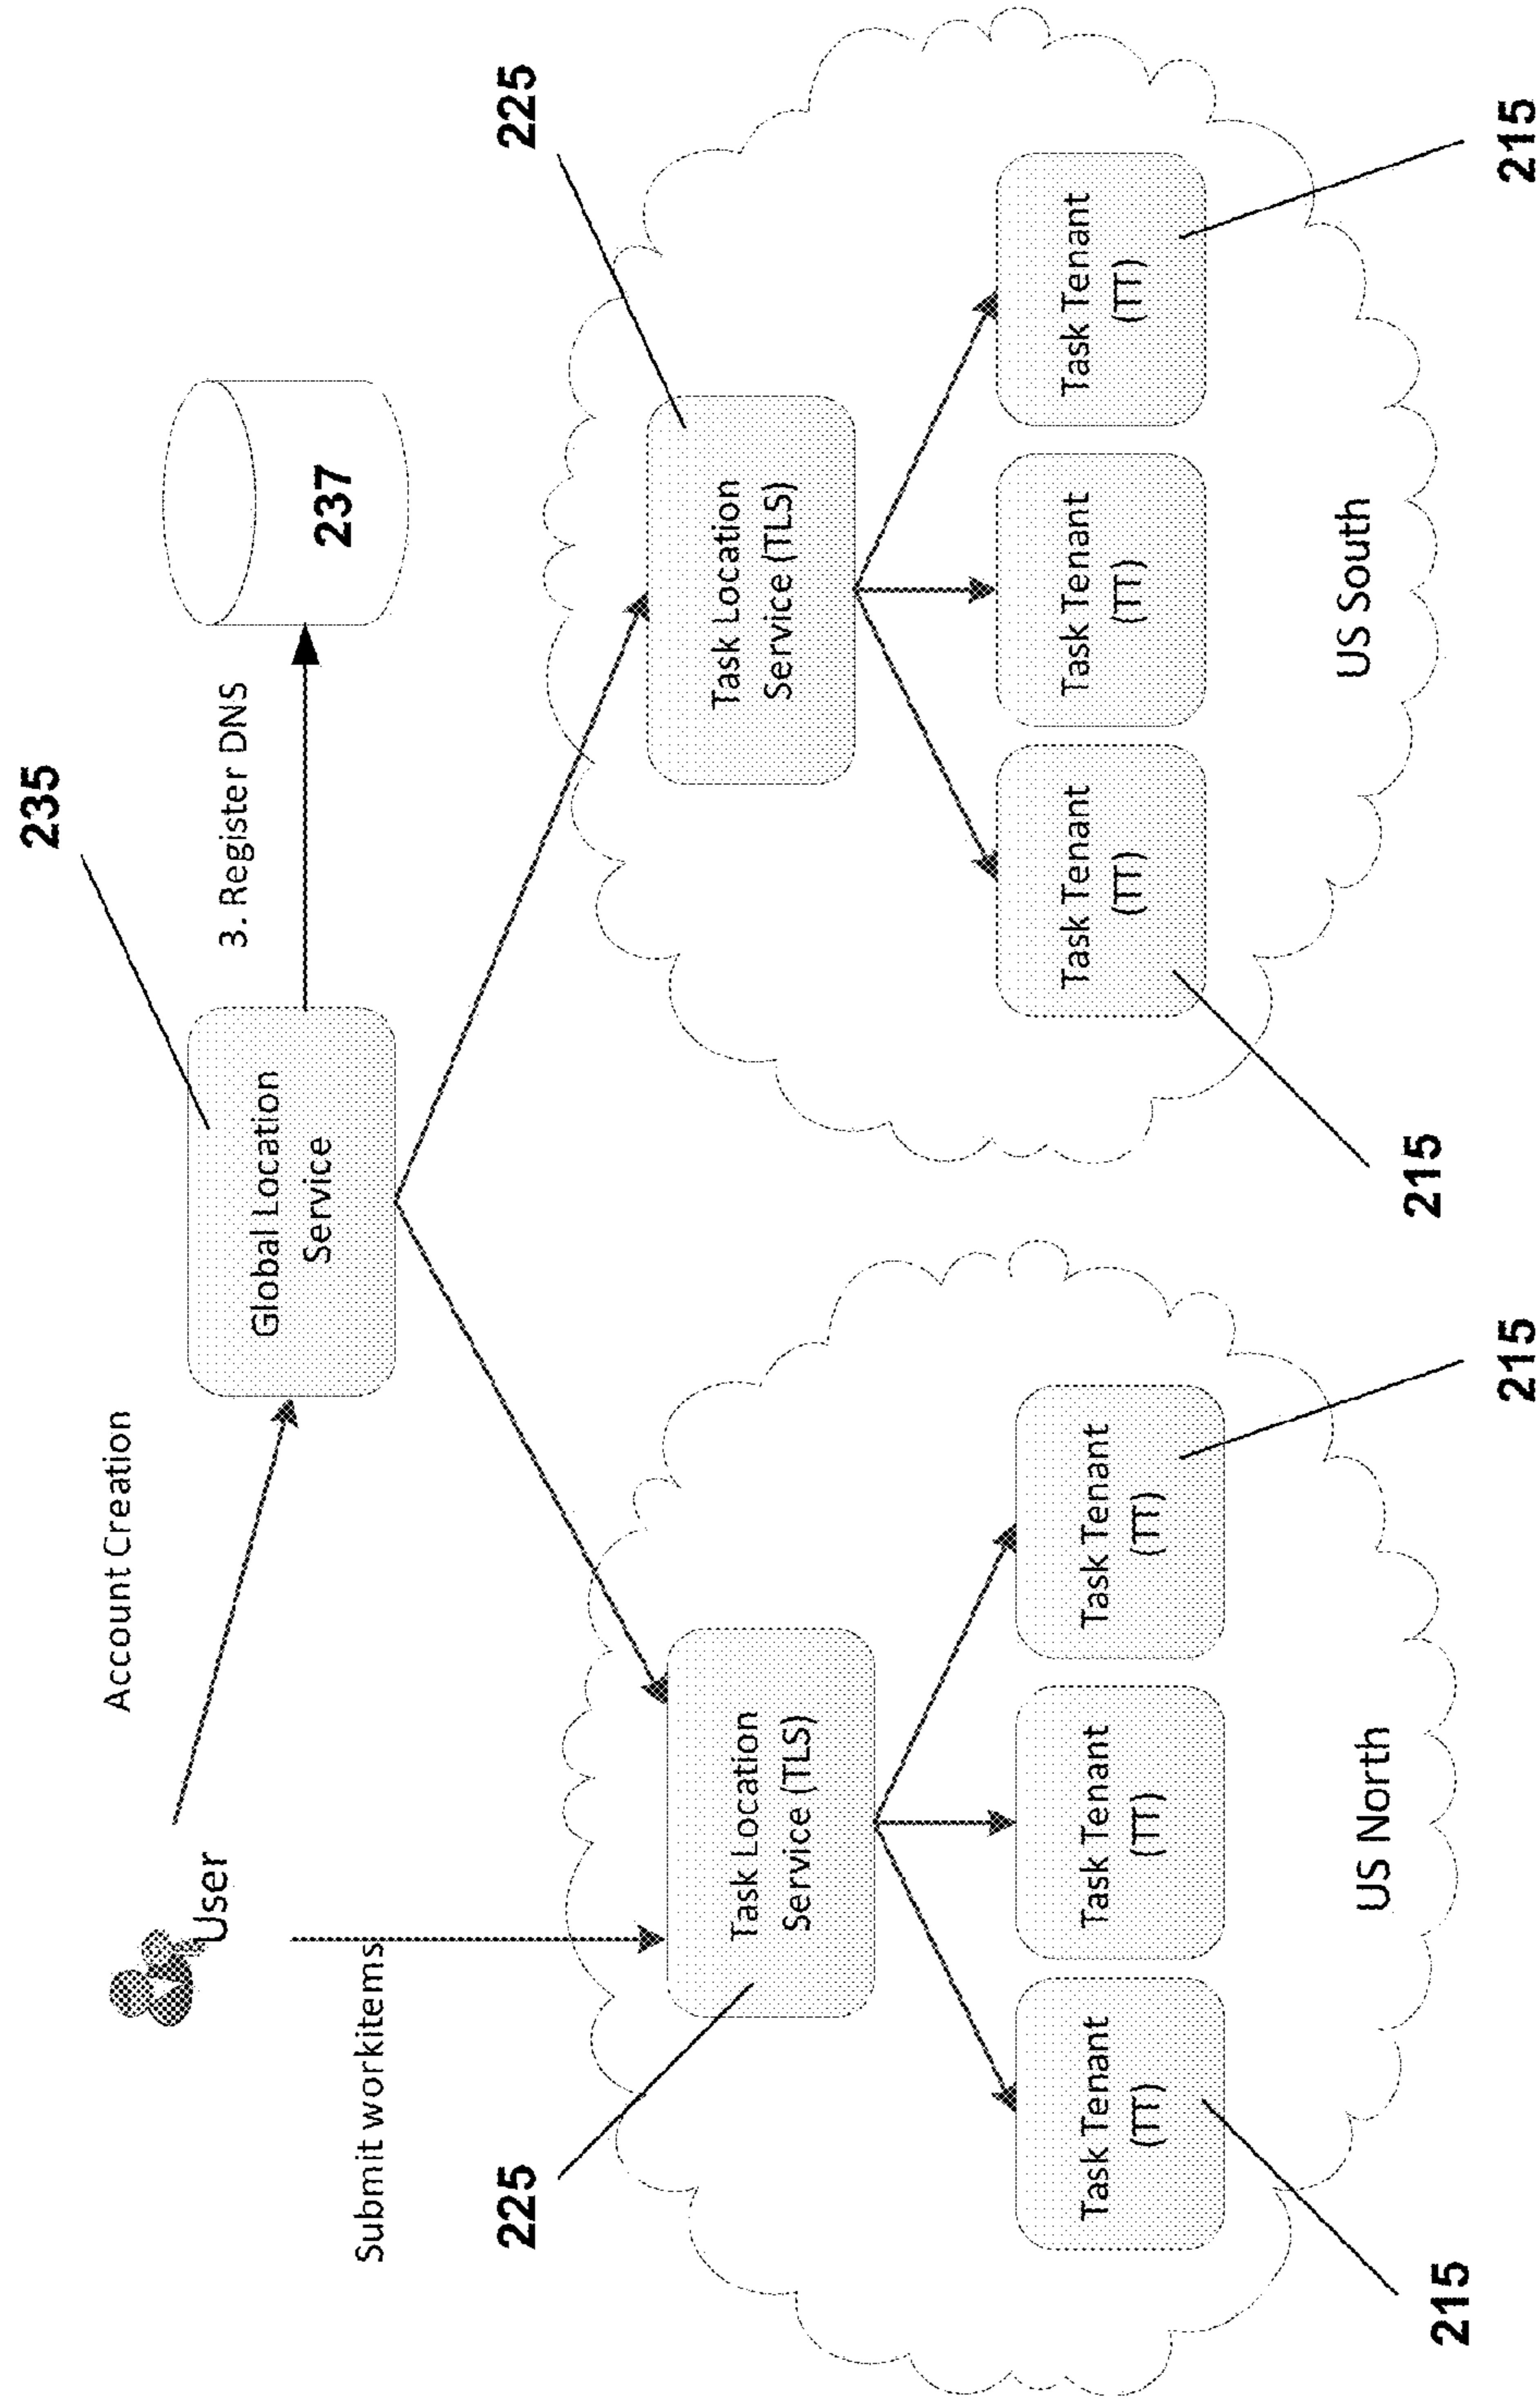 Account Creation
235
User
Global Location
Service
3. Register DNS
237
Submit workitems
225
225
Task Location
Service (TLS)
Task Location
Service (TLS)
Task Tenant
(TT)
Task Tenant
(TT)
Task Tenant
(TT)
Task Tenant
(TT)
Task Tenant
(TT)
Task Tenant
(TT)
US North
US South
215
215
215
215